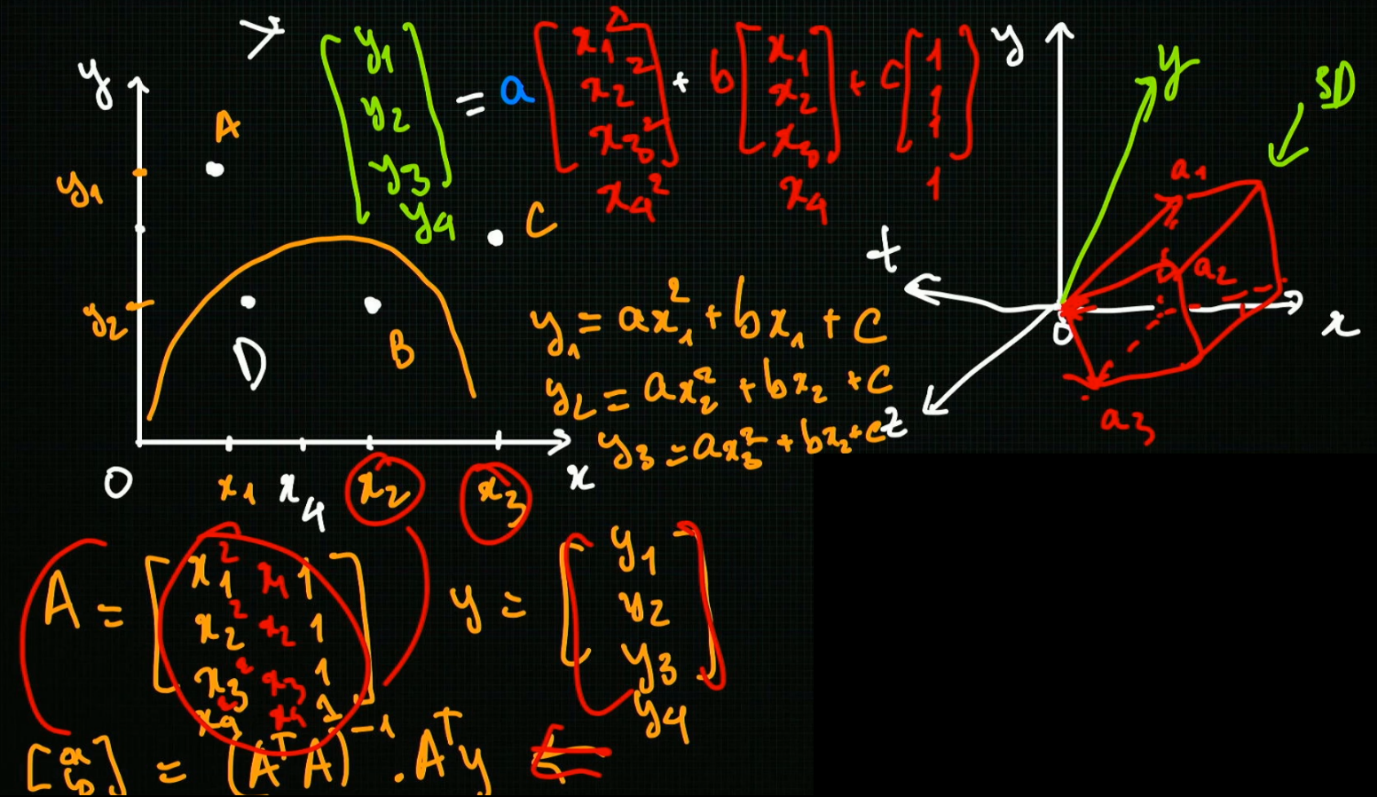 [y1 y2 y3 y4] = a [x1² x2² x3² x4²] + b [x1 x2 x3 x4] + c [1 1 1 1]
y
A
y1
C
y2
D
B
0
x1
x4
x2
x3
x
y1 = ax1² + bx1 + c
y2 = ax2² + bx2 + c
y3 = ax3² + bx3 + c
y
y
3D
a1
a2
t
0
x
z
a3
A = [x1² x1 1
x2² x2 1
x3² x3 1
x4² x4 1]
y = [y1
y2
y3
y4]
[a b] = (AᵀA)⁻¹ . Aᵀy